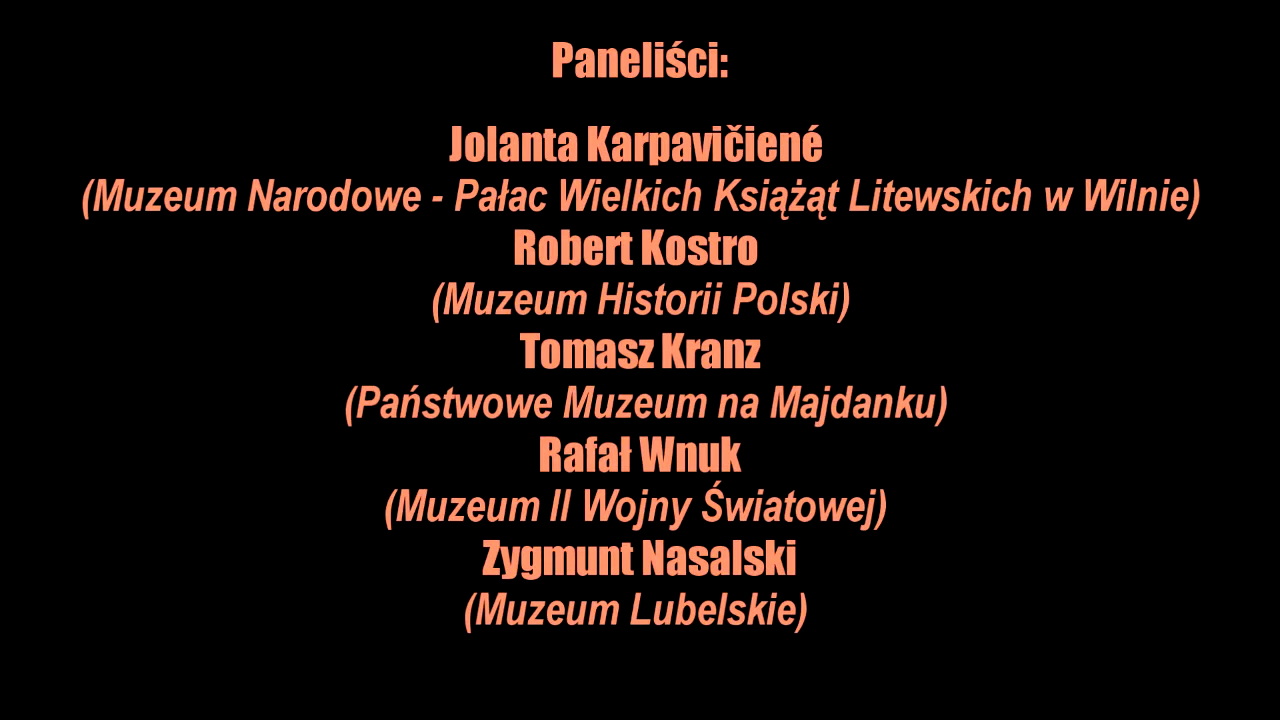 Paneliści:
Jolanta Karpavičiené
(Muzeum Narodowe - Pałac Wielkich Książąt Litewskich w Wilnie)
Robert Kostro
(Muzeum Historii Polski)
Tomasz Kranz
(Państwowe Muzeum na Majdanku)
Rafał Wnuk
(Muzeum II Wojny Światowej)
Zygmunt Nasalski
(Muzeum Lubelskie)